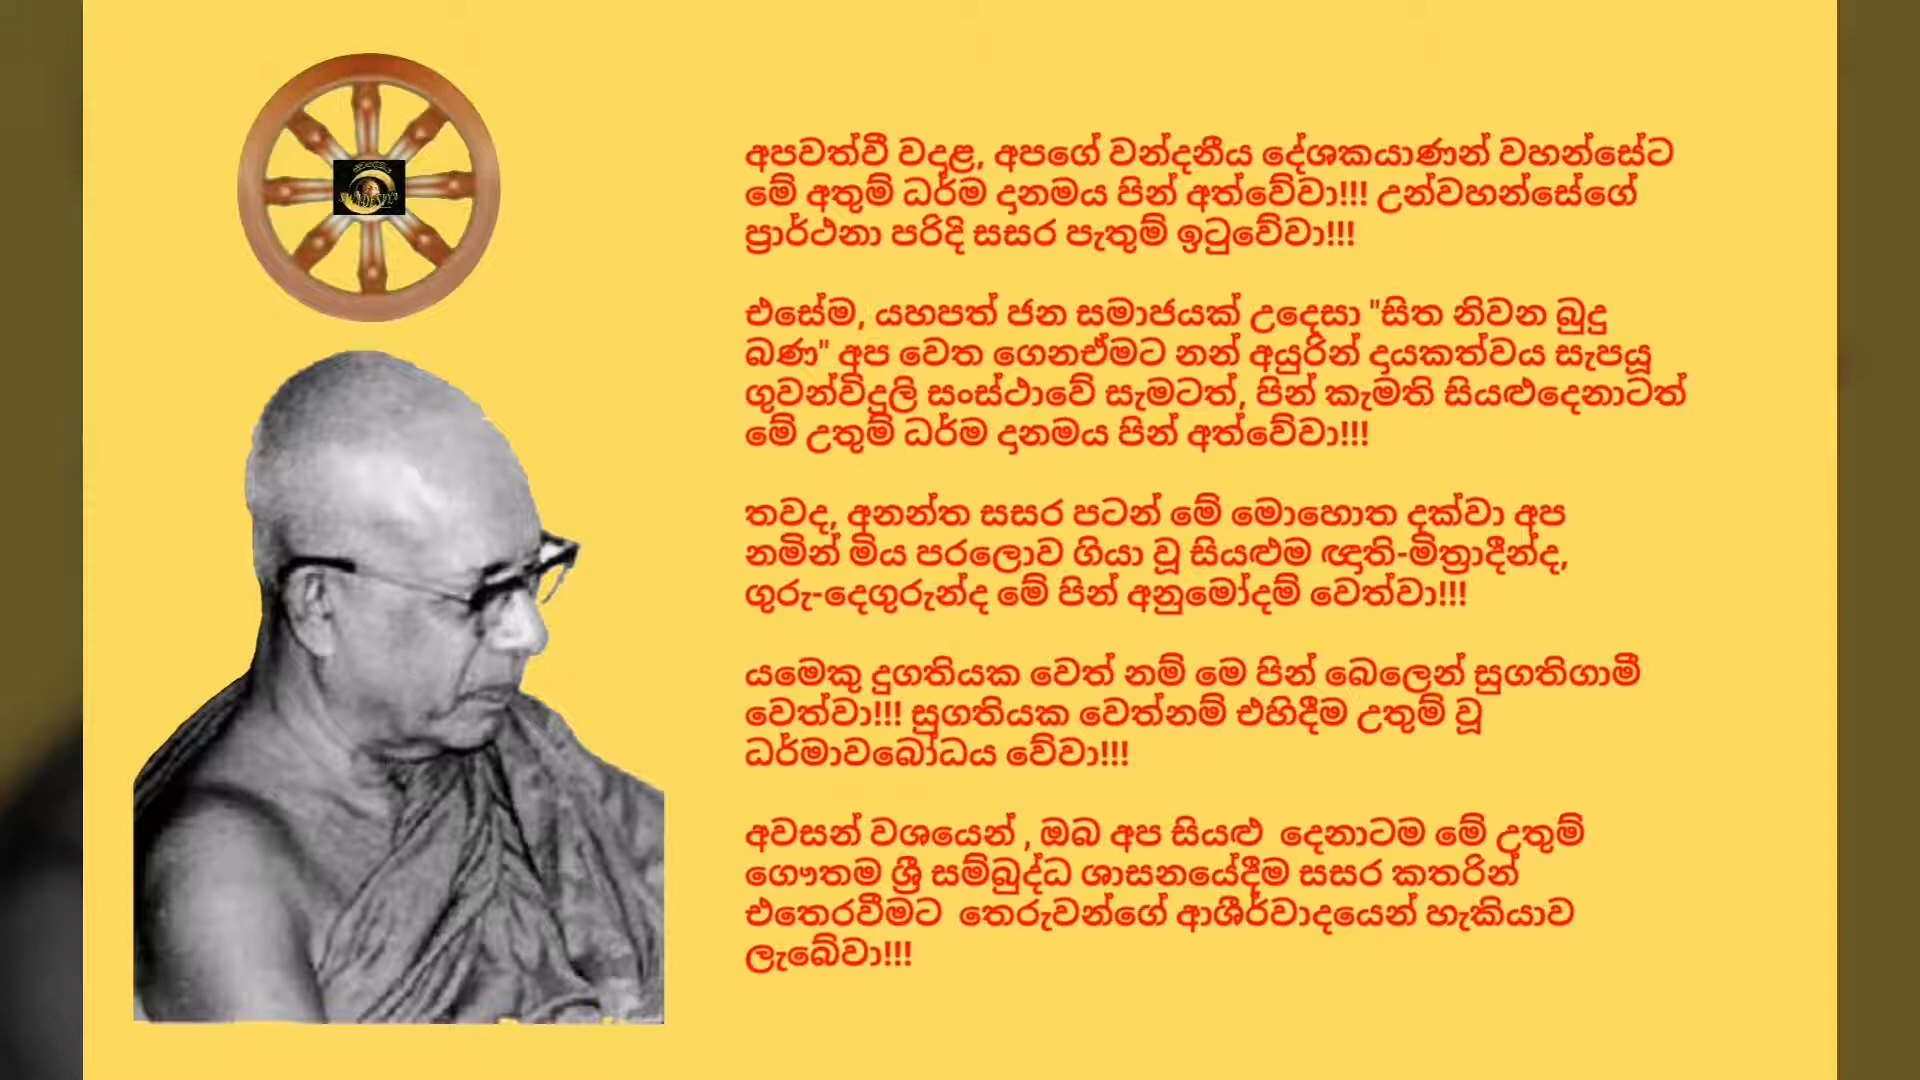 අපවත්වී වදළ, අපගේ වන්දනීය දේශකයාණන් වහන්සේට
මේ අතුම් ධර්ම දානමය පින් අත්වේවා!!! උන්වහන්සේගේ
ප්‍රාර්ථනා පරිදි සසර පැතුම් ඉටුවේවා!!!
එසේම, යහපත් ජන සමාජයක් උදෙසා "සිත නිවන බුදු
බණ" අප වෙත ගෙනඒමට නන් අයුරින් දායකත්වය සැපයූ
ගුවන්විදුලි සංස්ථාවේ සැමටත්, පින් කැමති සියළුදෙනාටත්
මේ උතුම් ධර්ම දානමය පින් අත්වේවා!!!
තවද, අනන්ත සසර පටන් මේ මොහොත දක්වා අප
නමින් මිය පරලොව ගියා වූ සියළුම ඥාති-මිත්‍රාදීන්ද,
ගුරු-දෙගුරුන්ද මේ පින් අනුමෝදම් වෙත්වා!!!
යමෙකු දුගතියක වෙත් නම් මෙ පින් බෙලෙන් සුගතිගාමී
වෙත්වා!!! සුගතියක වෙත්නම් එහිදීම උතුම් වූ
ධර්මාවබෝධය වේවා!!!
අවසන් වශයෙන් , ඔබ අප සියළු  දෙනාටම මේ උතුම්
ගෞතම ශ්‍රී සම්බුද්ධ ශාසනයේදීම සසර කතරින්
එතෙරවීමට  තෙරුවන්ගේ ආශීර්වාදයෙන් හැකියාව
ලැබේවා!!!